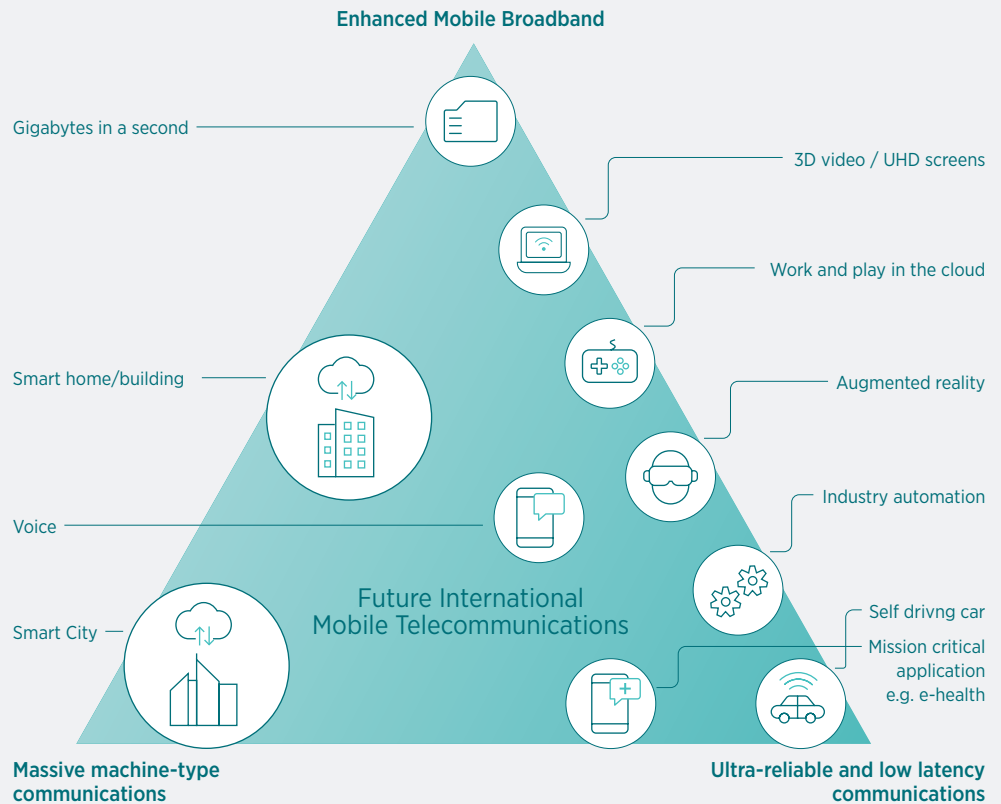 Enhanced Mobile Broadband
Gigabytes in a second
3D video / UHD screens
Work and play in the cloud
Smart home/building
Augmented reality
Industry automation
Voice
Future International
Mobile Telecommunications
Smart City
Self drivng car
Mission critical
application
e.g. e-health
Massive machine-type
communications
Ultra-reliable and low latency
communications